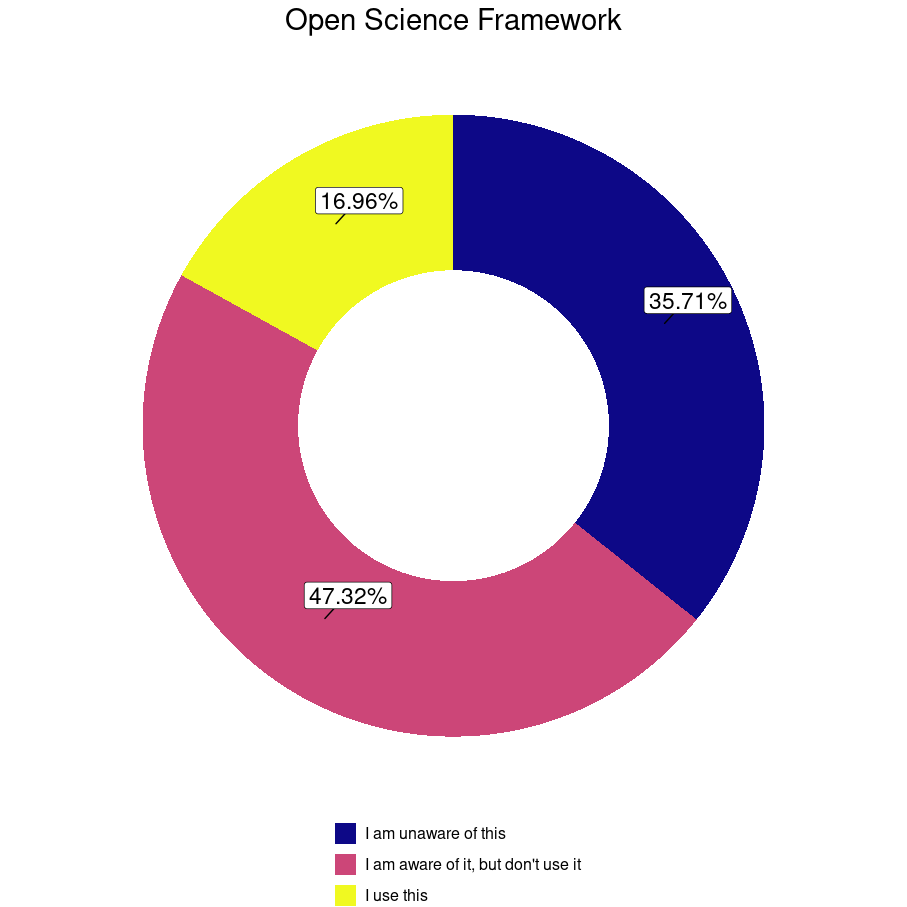 Open Science Framework
16.96%
35.71%
47.32%
I am unaware of this
I am aware of it, but don't use it
I use this